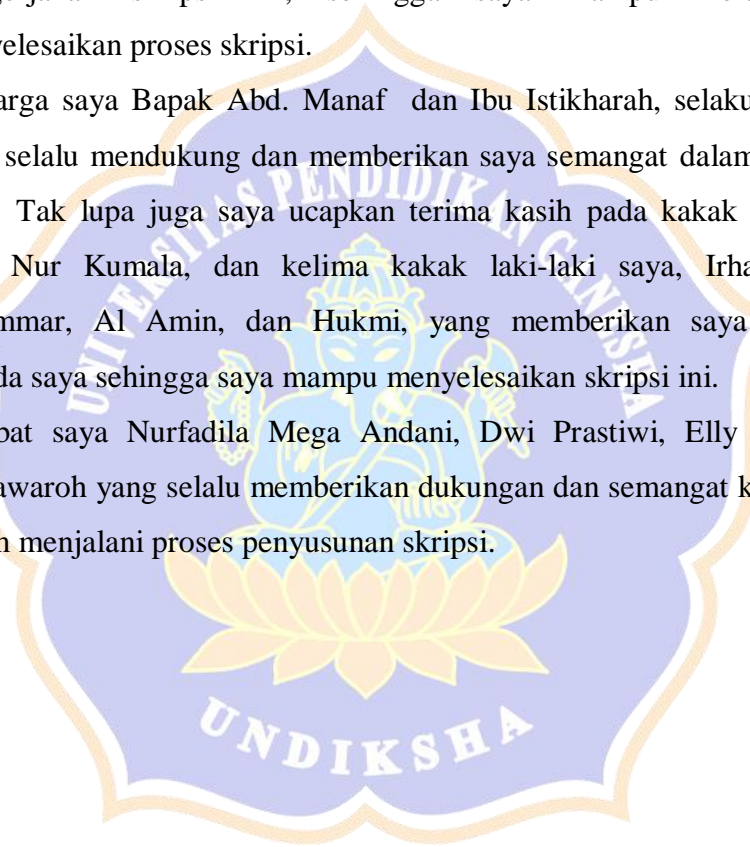 yelesaikan proses skripsi.
arga saya Bapak Abd. Manaf dan Ibu Istikharah, selaku
selalu mendukung dan memberikan saya semangat dalam
Tak lupa juga saya ucapkan terima kasih pada kakak
Nur Kumala, dan kelima kakak laki-laki saya, Irha
mmar, Al Amin, dan Hukmi, yang memberikan saya
da saya sehingga saya mampu menyelesaikan skripsi ini.
bat saya Nurfadila Mega Andani, Dwi Prastiwi, Elly
awaroh yang selalu memberikan dukungan dan semangat k
menjalani proses penyusunan skripsi.
UNIVERSITAS PENDIDIKAN GANESHA
UNDIKSHA